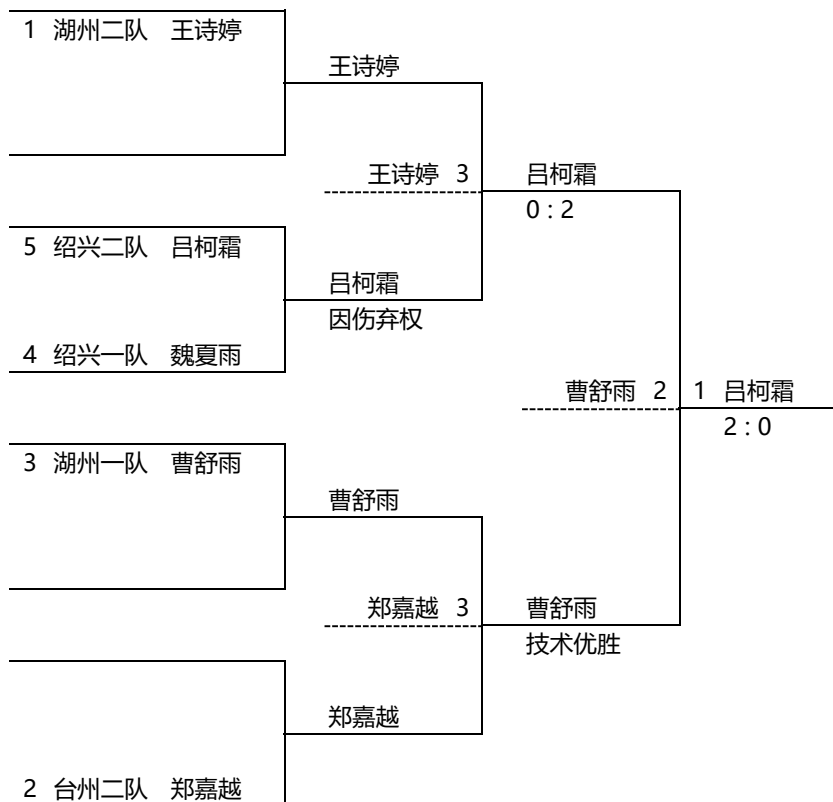 1 湖州二队 王诗婷
王诗婷
王诗婷 3
吕柯霜
0 : 2
5 绍兴二队 吕柯霜
吕柯霜
因伤弃权
4 绍兴一队 魏夏雨
曹舒雨 2
1 吕柯霜
2 : 0
3 湖州一队 曹舒雨
曹舒雨
郑嘉越 3
曹舒雨
技术优胜
郑嘉越
2 台州二队 郑嘉越